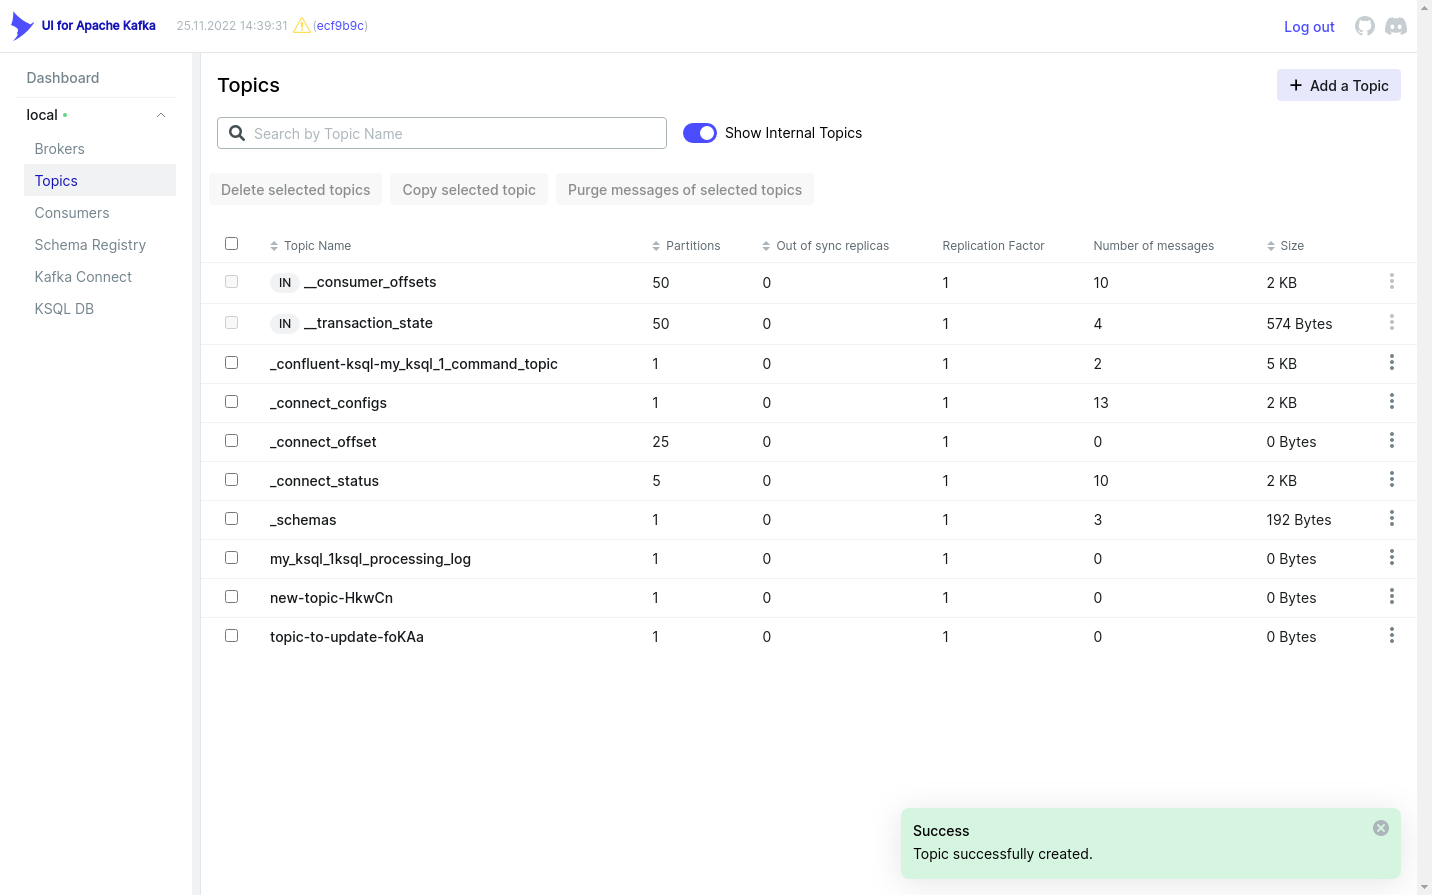 UI for Apache Kafka 25.11.2022 14:39:31 (ecf9b9c) Log out
Dashboard
local
Brokers
Topics
Consumers
Schema Registry
Kafka Connect
KSQL DB
Topics
Add a Topic
Search by Topic Name
Show Internal Topics
Delete selected topics Copy selected topic Purge messages of selected topics
Topic Name Partitions Out of sync replicas Replication Factor Number of messages Size
IN __consumer_offsets 50 0 1 10 2 KB
IN __transaction_state 50 0 1 4 574 Bytes
_confluent-ksql-my_ksql_1_command_topic 1 0 1 2 5 KB
_connect_configs 1 0 1 13 2 KB
_connect_offset 25 0 1 0 0 Bytes
_connect_status 5 0 1 10 2 KB
_schemas 1 0 1 3 192 Bytes
my_ksql_1ksql_processing_log 1 0 1 0 0 Bytes
new-topic-HkwCn 1 0 1 0 0 Bytes
topic-to-update-foKAa 1 0 1 0 0 Bytes
Success
Topic successfully created.